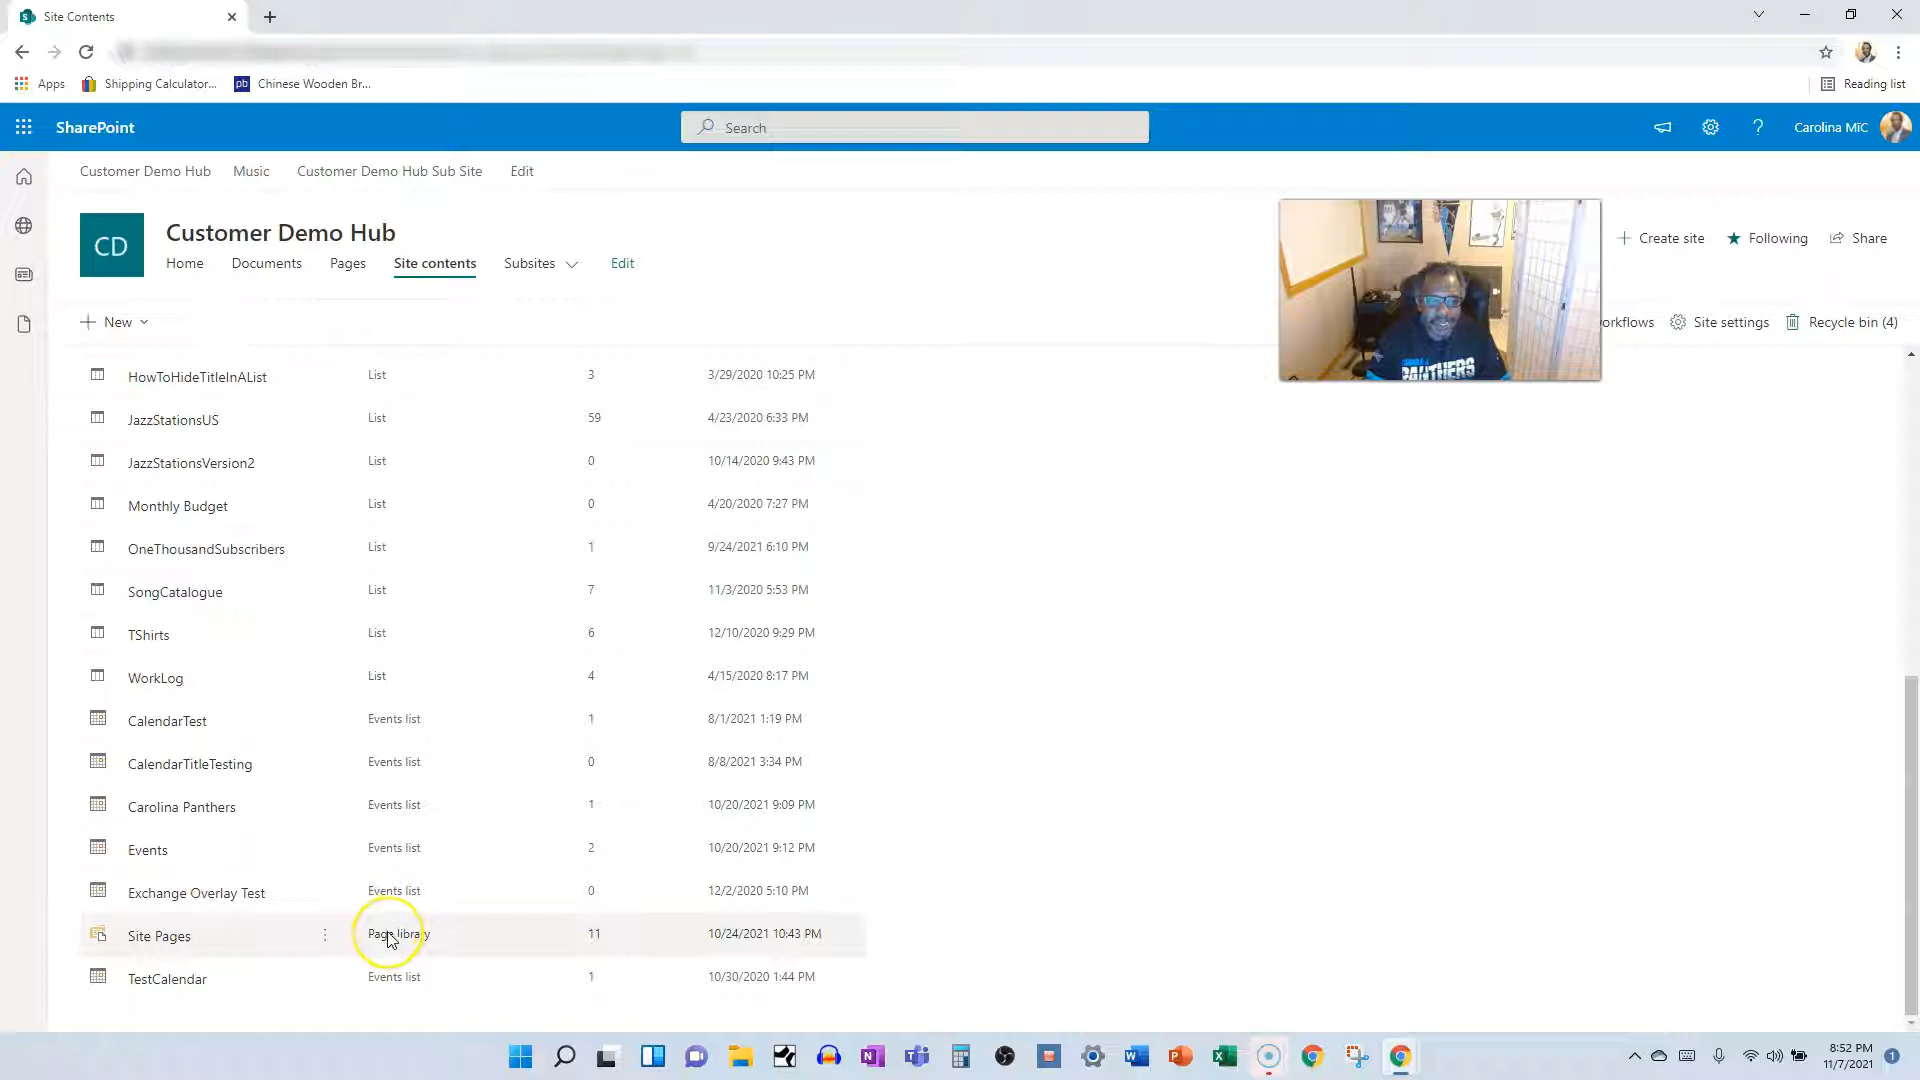 Site Contents
Apps Shipping Calculator... pb Chinese Wooden Br... Reading list
SharePoint Search ? Carolina MiC
Customer Demo Hub Music Customer Demo Hub Sub Site Edit
CD Customer Demo Hub Create site Following Share
Home Documents Pages Site contents Subsites Edit
New orkflows Site settings Recycle bin (4)
PANTHERS
HowToHideTitleInAList List 3 3/29/2020 10:25 PM
JazzStationsUS List 59 4/23/2020 6:33 PM
JazzStationsVersion2 List 0 10/14/2020 9:43 PM
Monthly Budget List 0 4/20/2020 7:27 PM
OneThousandSubscribers List 1 9/24/2021 6:10 PM
SongCatalogue List 7 11/3/2020 5:53 PM
TShirts List 6 12/10/2020 9:29 PM
WorkLog List 4 4/15/2020 8:17 PM
CalendarTest Events list 1 8/1/2021 1:19 PM
CalendarTitleTesting Events list 0 8/8/2021 3:34 PM
Carolina Panthers Events list 1 10/20/2021 9:09 PM
Events Events list 2 10/20/2021 9:12 PM
Exchange Overlay Test Events list 0 12/2/2020 5:10 PM
Site Pages Page library 11 10/24/2021 10:43 PM
TestCalendar Events list 1 10/30/2020 1:44 PM
8:52 PM
11/7/2021 1